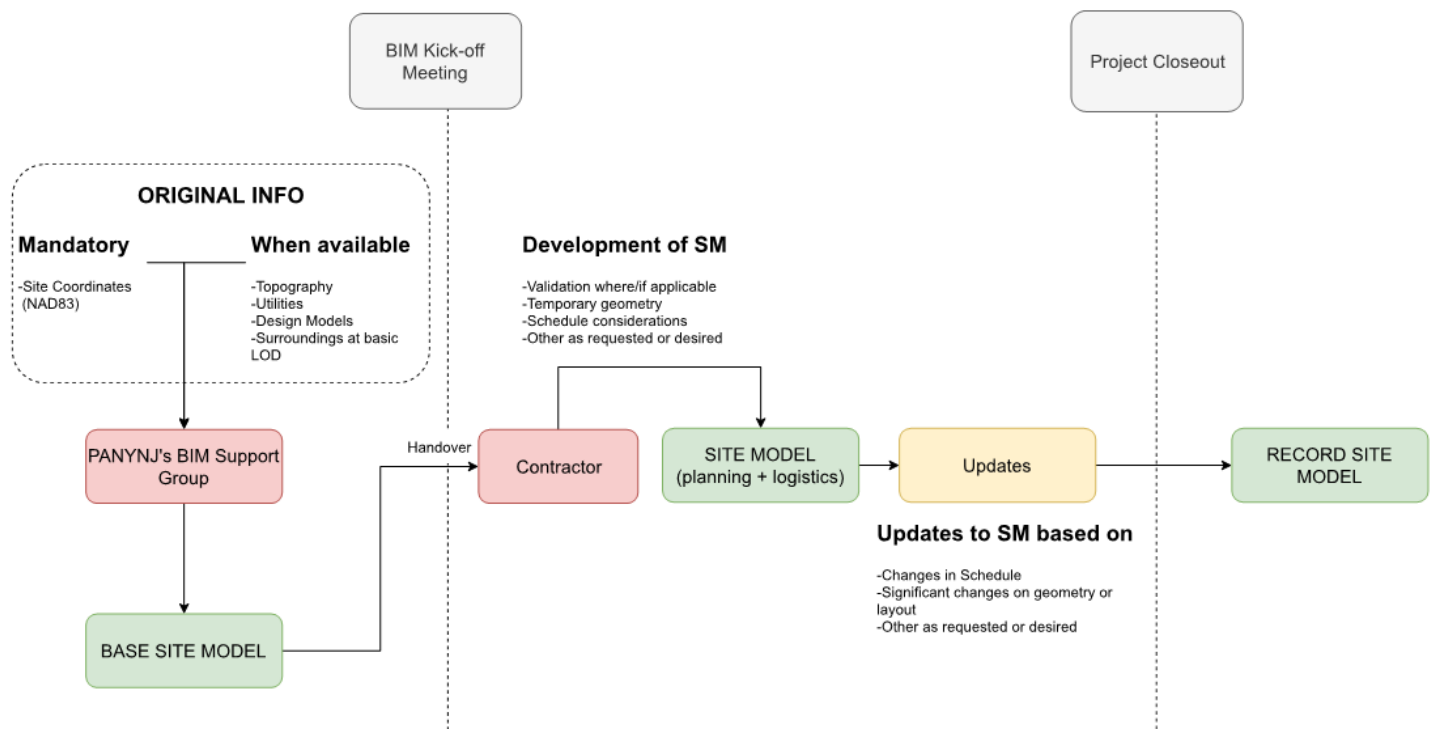 BIM Kick-off
Meeting
Project Closeout
ORIGINAL INFO
Mandatory
-Site Coordinates
(NAD83)
When available
-Topography
-Utilities
-Design Models
-Surroundings at basic
LOD
Development of SM
-Validation where/if applicable
-Temporary geometry
-Schedule considerations
-Other as requested or desired
PANYNJ's BIM Support
Group
Handover
Contractor
SITE MODEL
(planning + logistics)
Updates
RECORD SITE
MODEL
Updates to SM based on
-Changes in Schedule
-Significant changes on geometry or
layout
-Other as requested or desired
BASE SITE MODEL